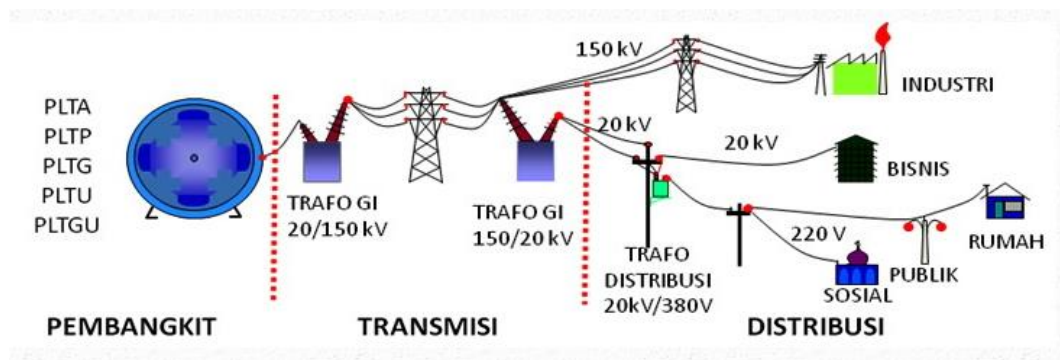 PLTA
PLTP
PLTG
PLTU
PLTGU
TRAFO GI
20/150 kV
TRAFO GI
150/20 kV
150 kV
INDUSTRI
20 kV
20 kV
BISNIS
TRAFO
DISTRIBUSI
20kV/380V
220 V
RUMAH
PUBLIK
SOSIAL
PEMBANGKIT
TRANSMISI
DISTRIBUSI